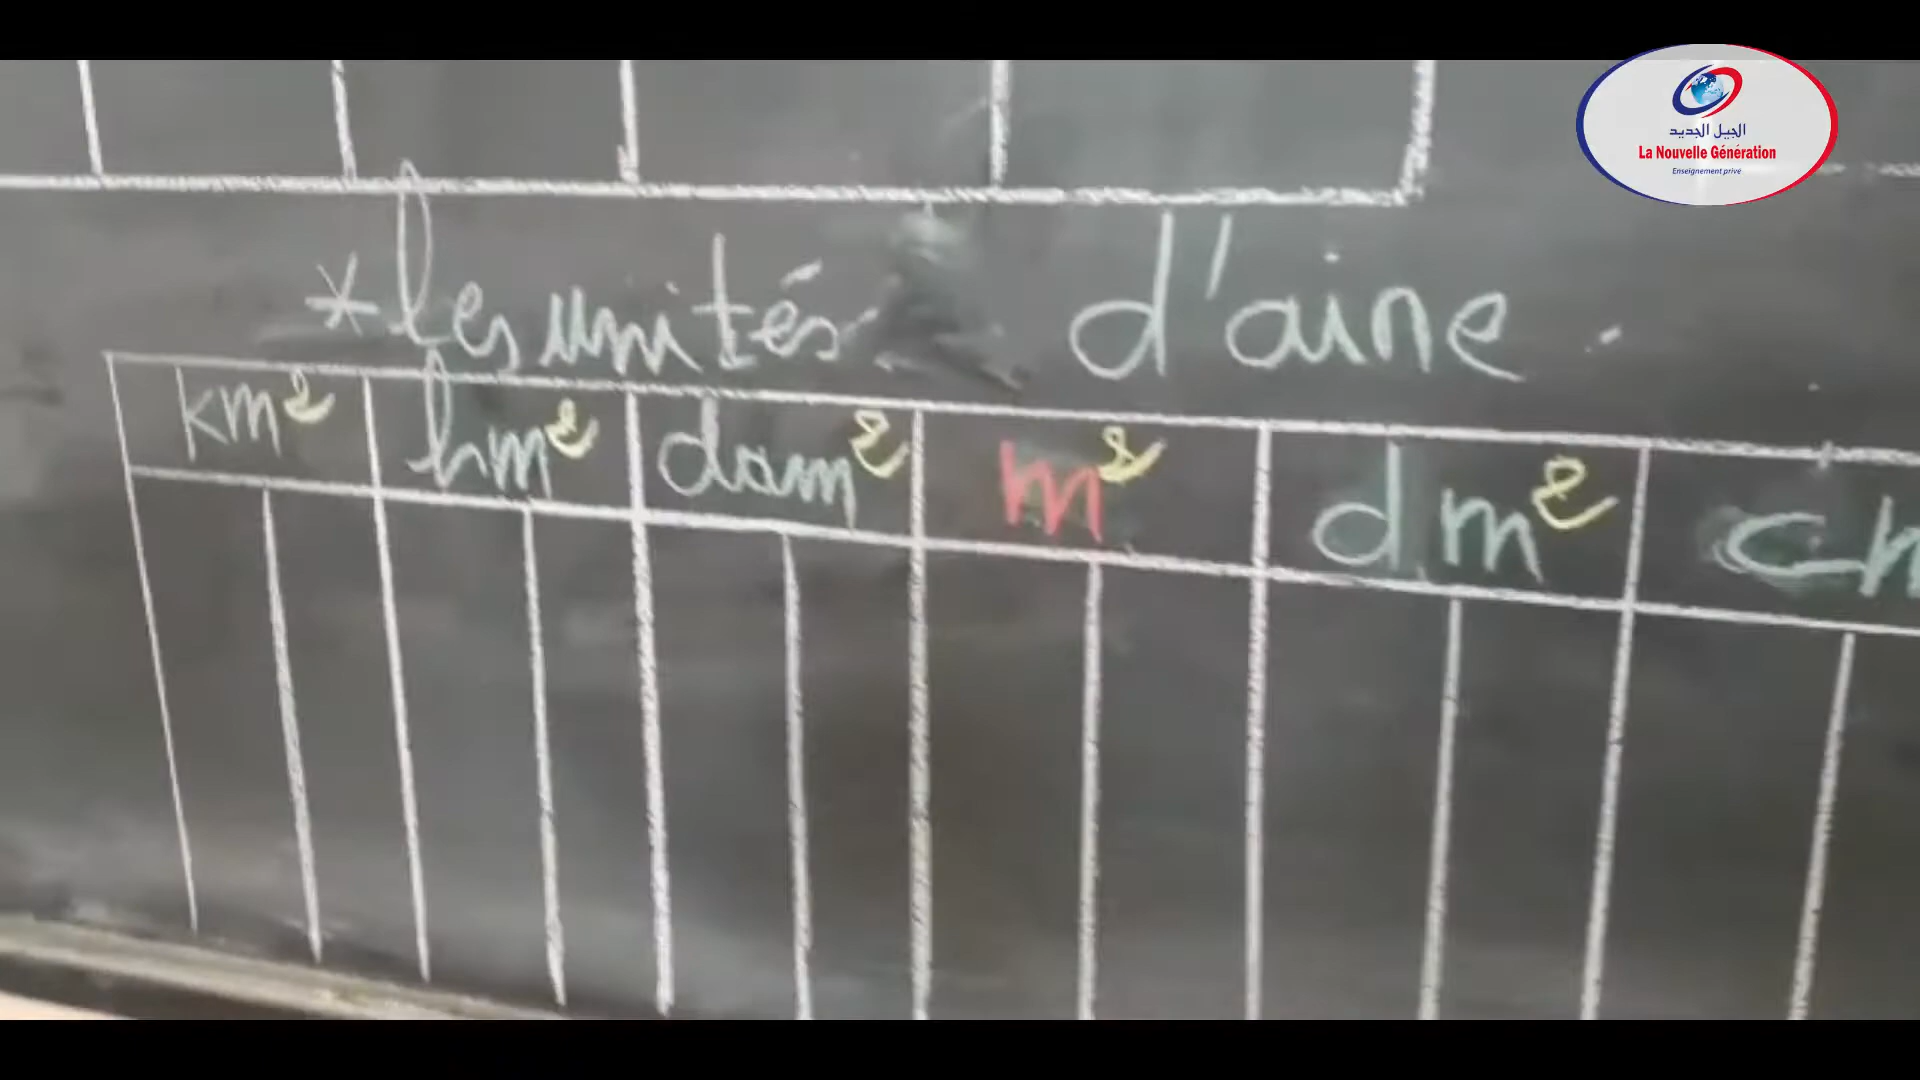 الجيل الجديد
La Nouvelle Génération
Enseignement privé
* les unités d'aire.
km² hm² dam² m² dm²